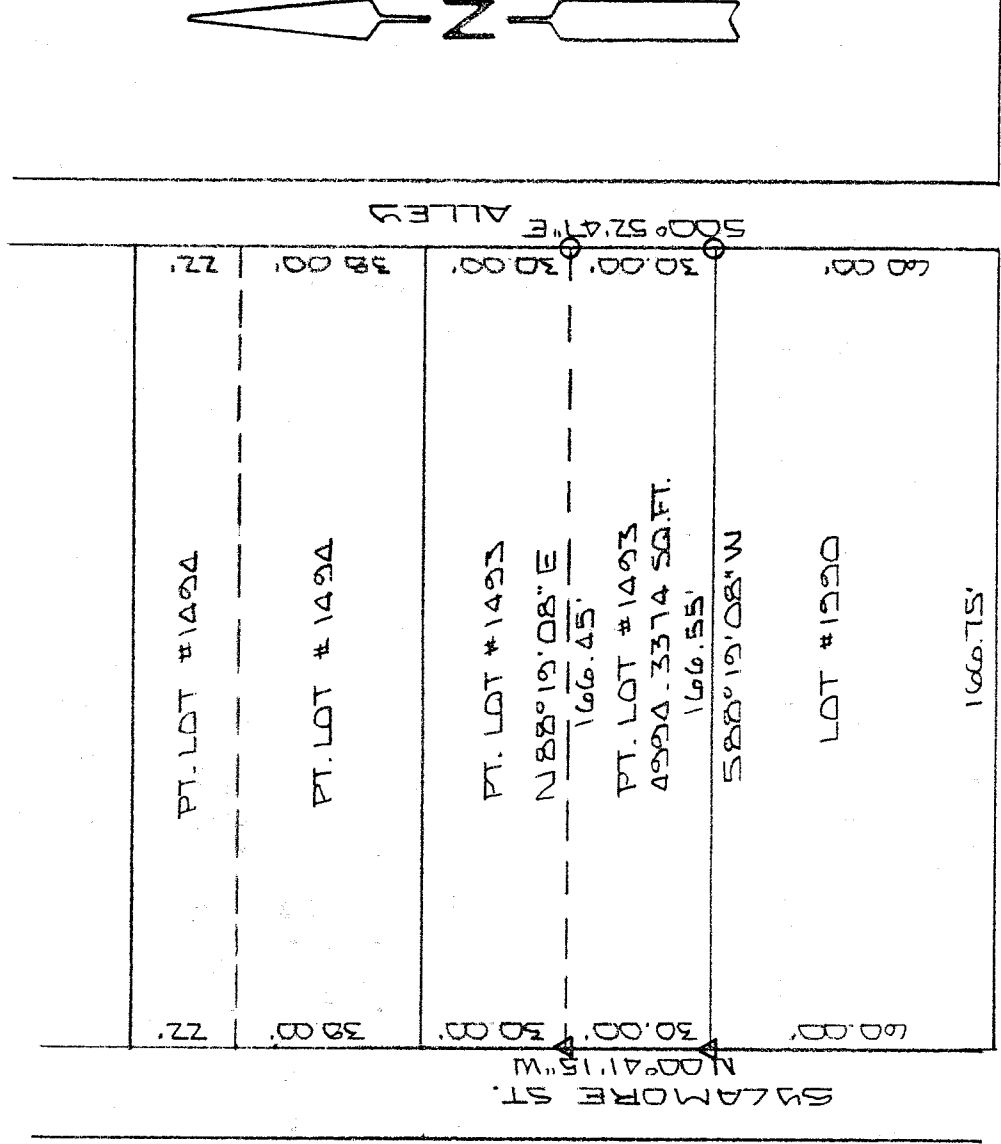 N
ALLEY
S00°52'47"E
22'
38.00'
30.00'
30.00'
60.00'
PT. LOT #1494
PT. LOT #1494
PT. LOT #1493
N88°19'08"E
166.45'
PT. LOT #1493
4994.3374 SQ.FT.
166.55'
S88°19'08"W
LOT #1990
166.75'
22'
38.00'
30.00'
30.00'
60.00'
N00°41'15"W
SYCAMORE ST.